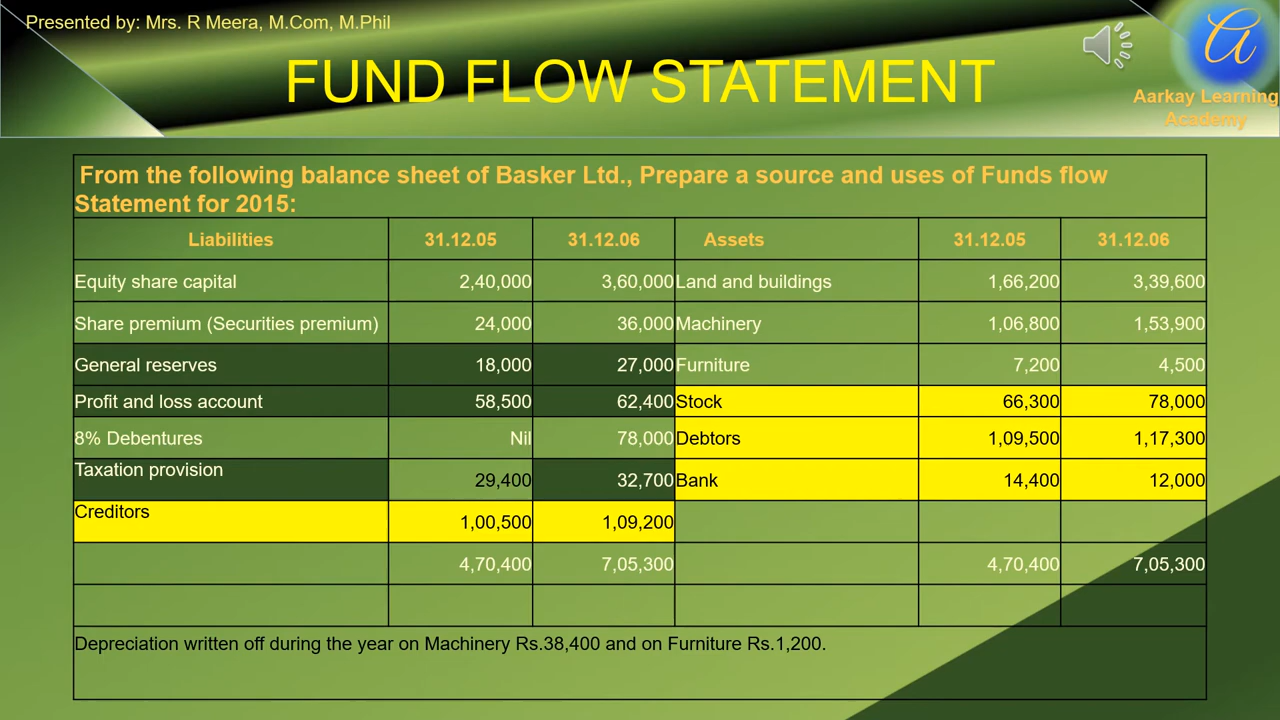 Presented by: Mrs. R Meera, M.Com, M.Phil
FUND FLOW STATEMENT
Aarkay Learning
Academy
From the following balance sheet of Basker Ltd., Prepare a source and uses of Funds flow
Statement for 2015:
Liabilities 31.12.05 31.12.06 Assets 31.12.05 31.12.06
Equity share capital 2,40,000 3,60,000 Land and buildings 1,66,200 3,39,600
Share premium (Securities premium) 24,000 36,000 Machinery 1,06,800 1,53,900
General reserves 18,000 27,000 Furniture 7,200 4,500
Profit and loss account 58,500 62,400 Stock 66,300 78,000
8% Debentures Nil 78,000 Debtors 1,09,500 1,17,300
Taxation provision 29,400 32,700 Bank 14,400 12,000
Creditors 1,00,500 1,09,200
4,70,400 7,05,300 4,70,400 7,05,300
Depreciation written off during the year on Machinery Rs.38,400 and on Furniture Rs.1,200.